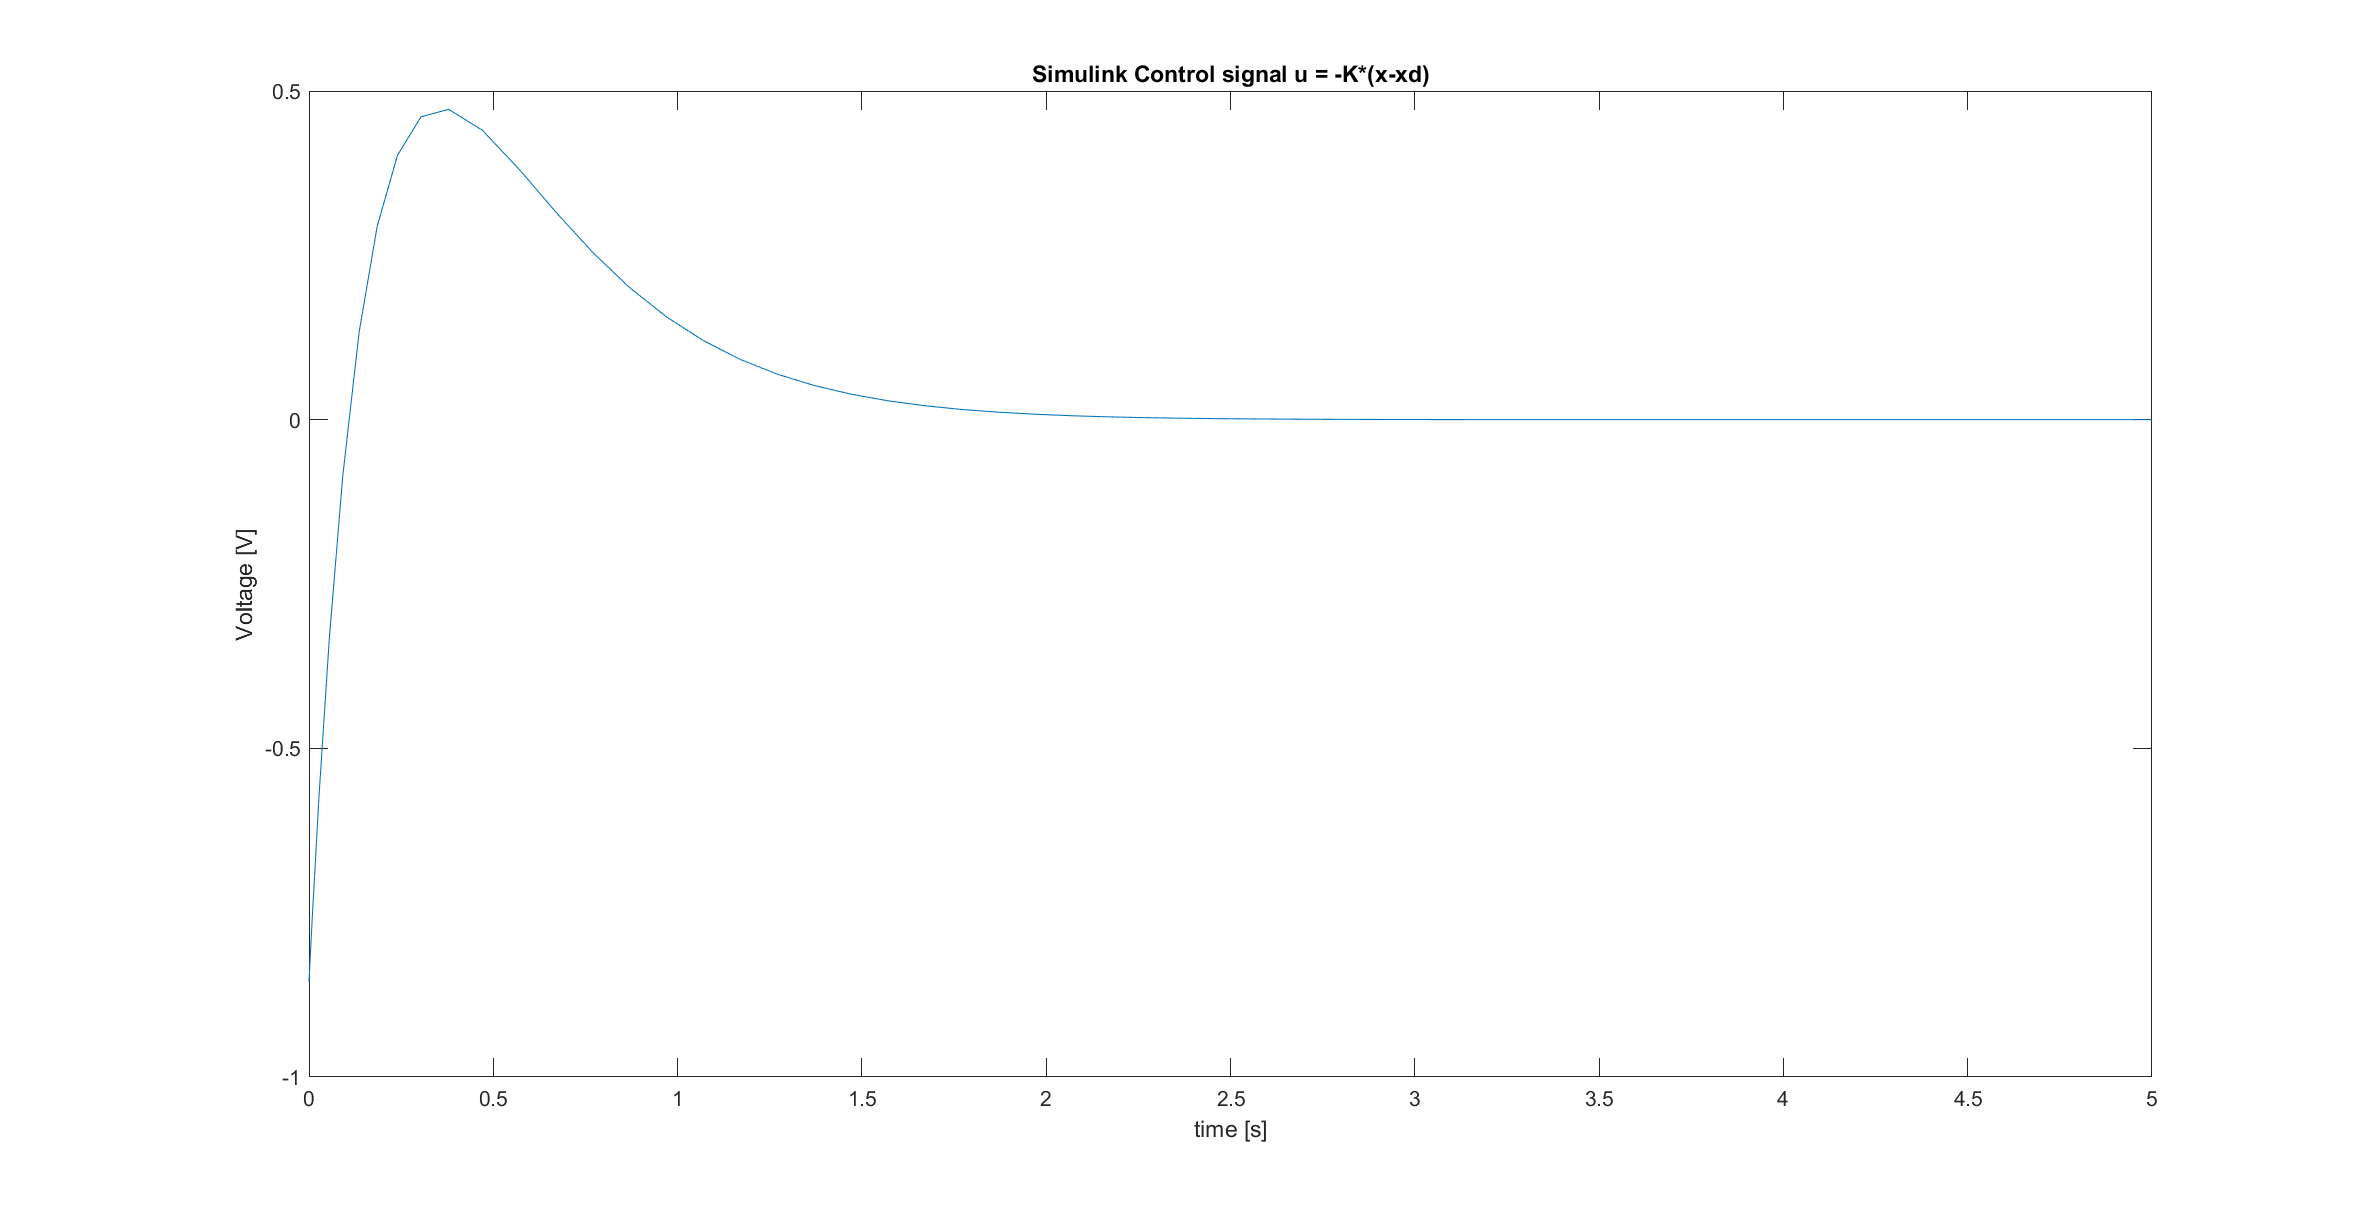 Simulink Control signal u = -K*(x-xd)
0.5
0
-0.5
-1
Voltage [V]
0 0.5 1 1.5 2 2.5 3 3.5 4 4.5 5
time [s]